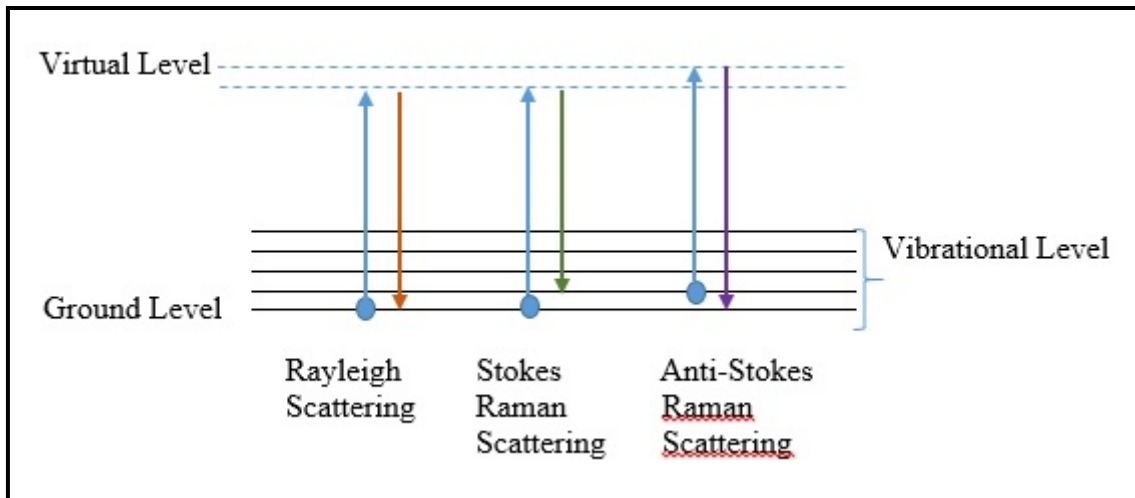 Virtual Level
Vibrational Level
Ground Level
Rayleigh
Scattering
Stokes
Raman
Scattering
Anti-Stokes
Raman
Scattering